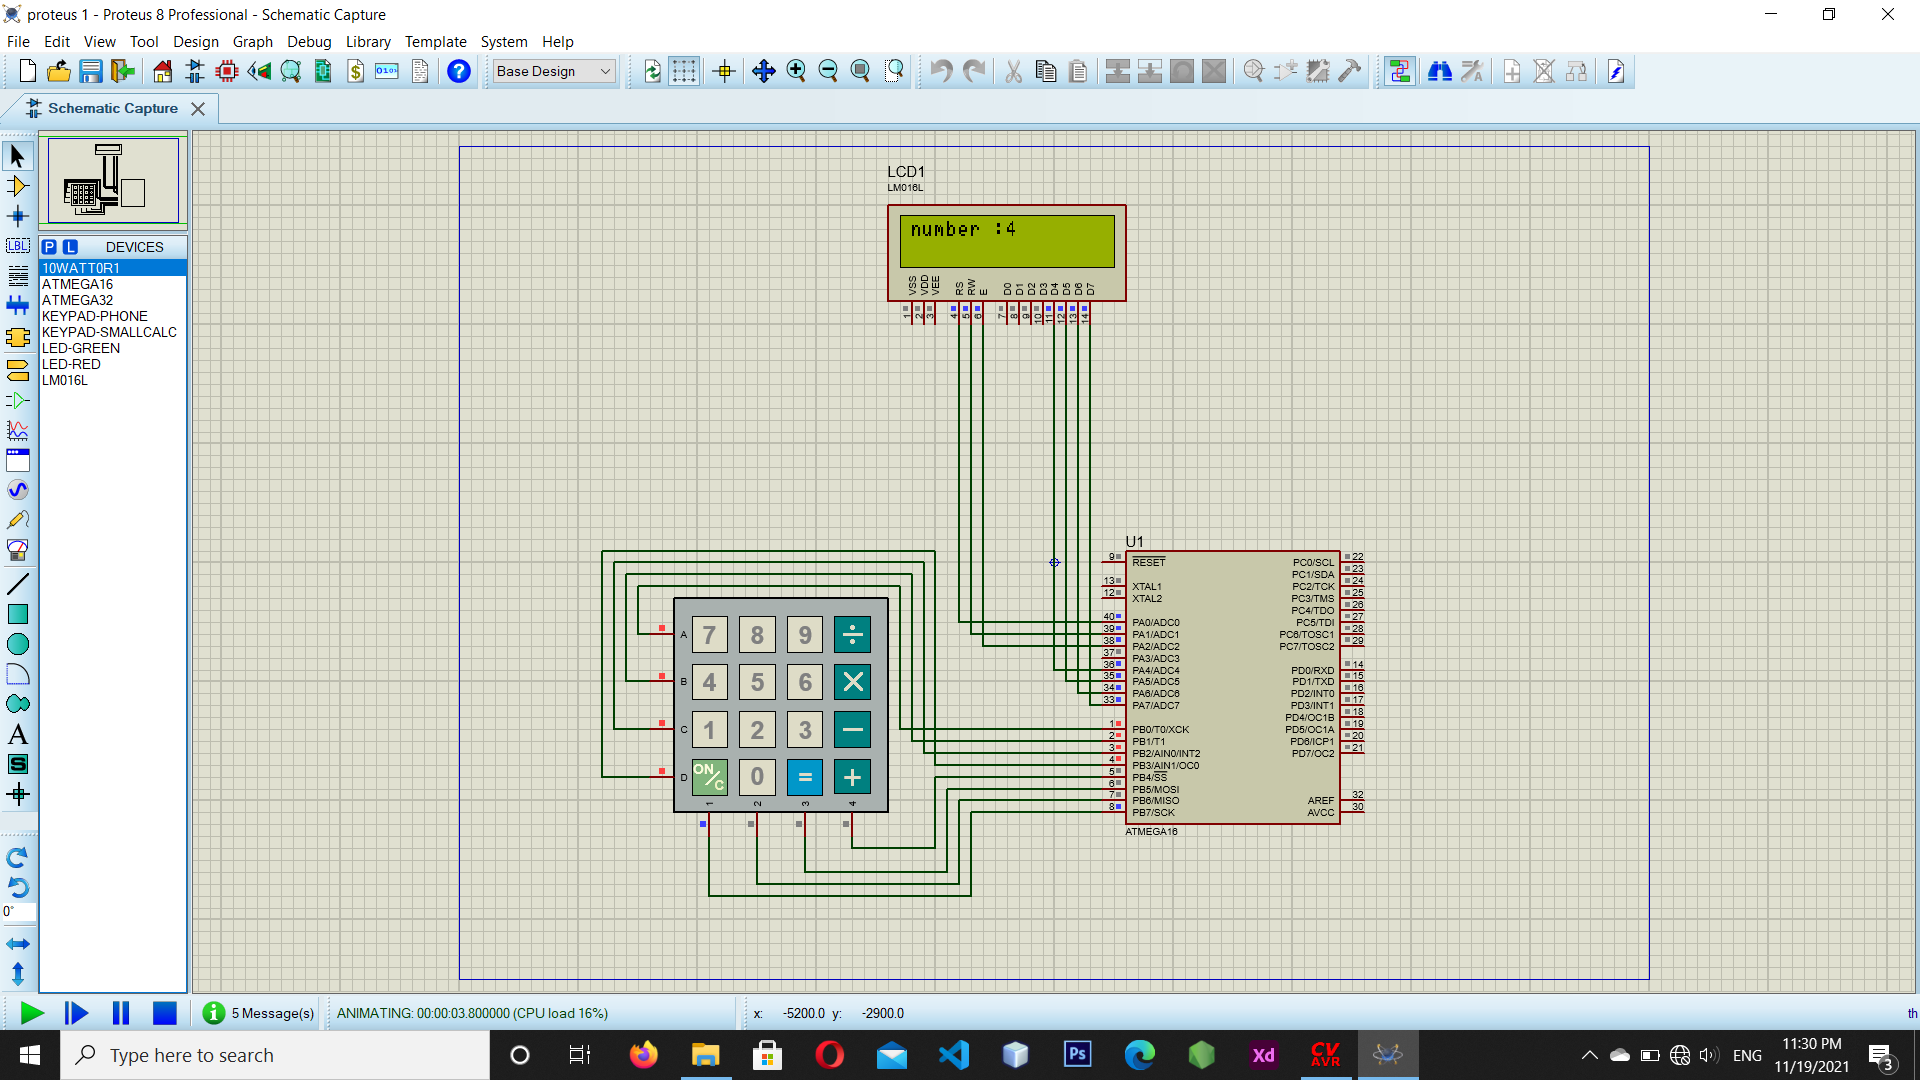 proteus 1 - Proteus 8 Professional - Schematic Capture
File Edit View Tool Design Graph Debug Library Template System Help
Base Design
Schematic Capture
P L DEVICES
10WATT0R1
ATMEGA16
ATMEGA32
KEYPAD-PHONE
KEYPAD-SMALLCALC
LED-GREEN
LED-RED
LM016L
LBL
A
S
0°
LCD1
LM016L
number :4
VSS VDD VEE RS RW E D0 D1 D2 D3 D4 D5 D6 D7
1 2 3 4 5 6 7 8 9 10 11 12 13 14
A 7 8 9 ÷
B 4 5 6 ×
C 1 2 3 −
D ON/C 0 = +
1 2 3 4
U1
9 RESET
13 XTAL1
12 XTAL2
40 PA0/ADC0
39 PA1/ADC1
38 PA2/ADC2
37 PA3/ADC3
36 PA4/ADC4
35 PA5/ADC5
34 PA6/ADC6
33 PA7/ADC7
1 PB0/T0/XCK
2 PB1/T1
3 PB2/AIN0/INT2
4 PB3/AIN1/OC0
5 PB4/SS
6 PB5/MOSI
7 PB6/MISO
8 PB7/SCK
PC0/SCL 22
PC1/SDA 23
PC2/TCK 24
PC3/TMS 25
PC4/TDO 26
PC5/TDI 27
PC6/TOSC1 28
PC7/TOSC2 29
PD0/RXD 14
PD1/TXD 15
PD2/INT0 16
PD3/INT1 17
PD4/OC1B 18
PD5/OC1A 19
PD6/ICP1 20
PD7/OC2 21
AREF 32
AVCC 30
ATMEGA16
5 Message(s) ANIMATING: 00:00:03.800000 (CPU load 16%) x: -5200.0 y: -2900.0 th
Type here to search
Ps
Xd
CV
AVR
ENG
11:30 PM
11/19/2021
3